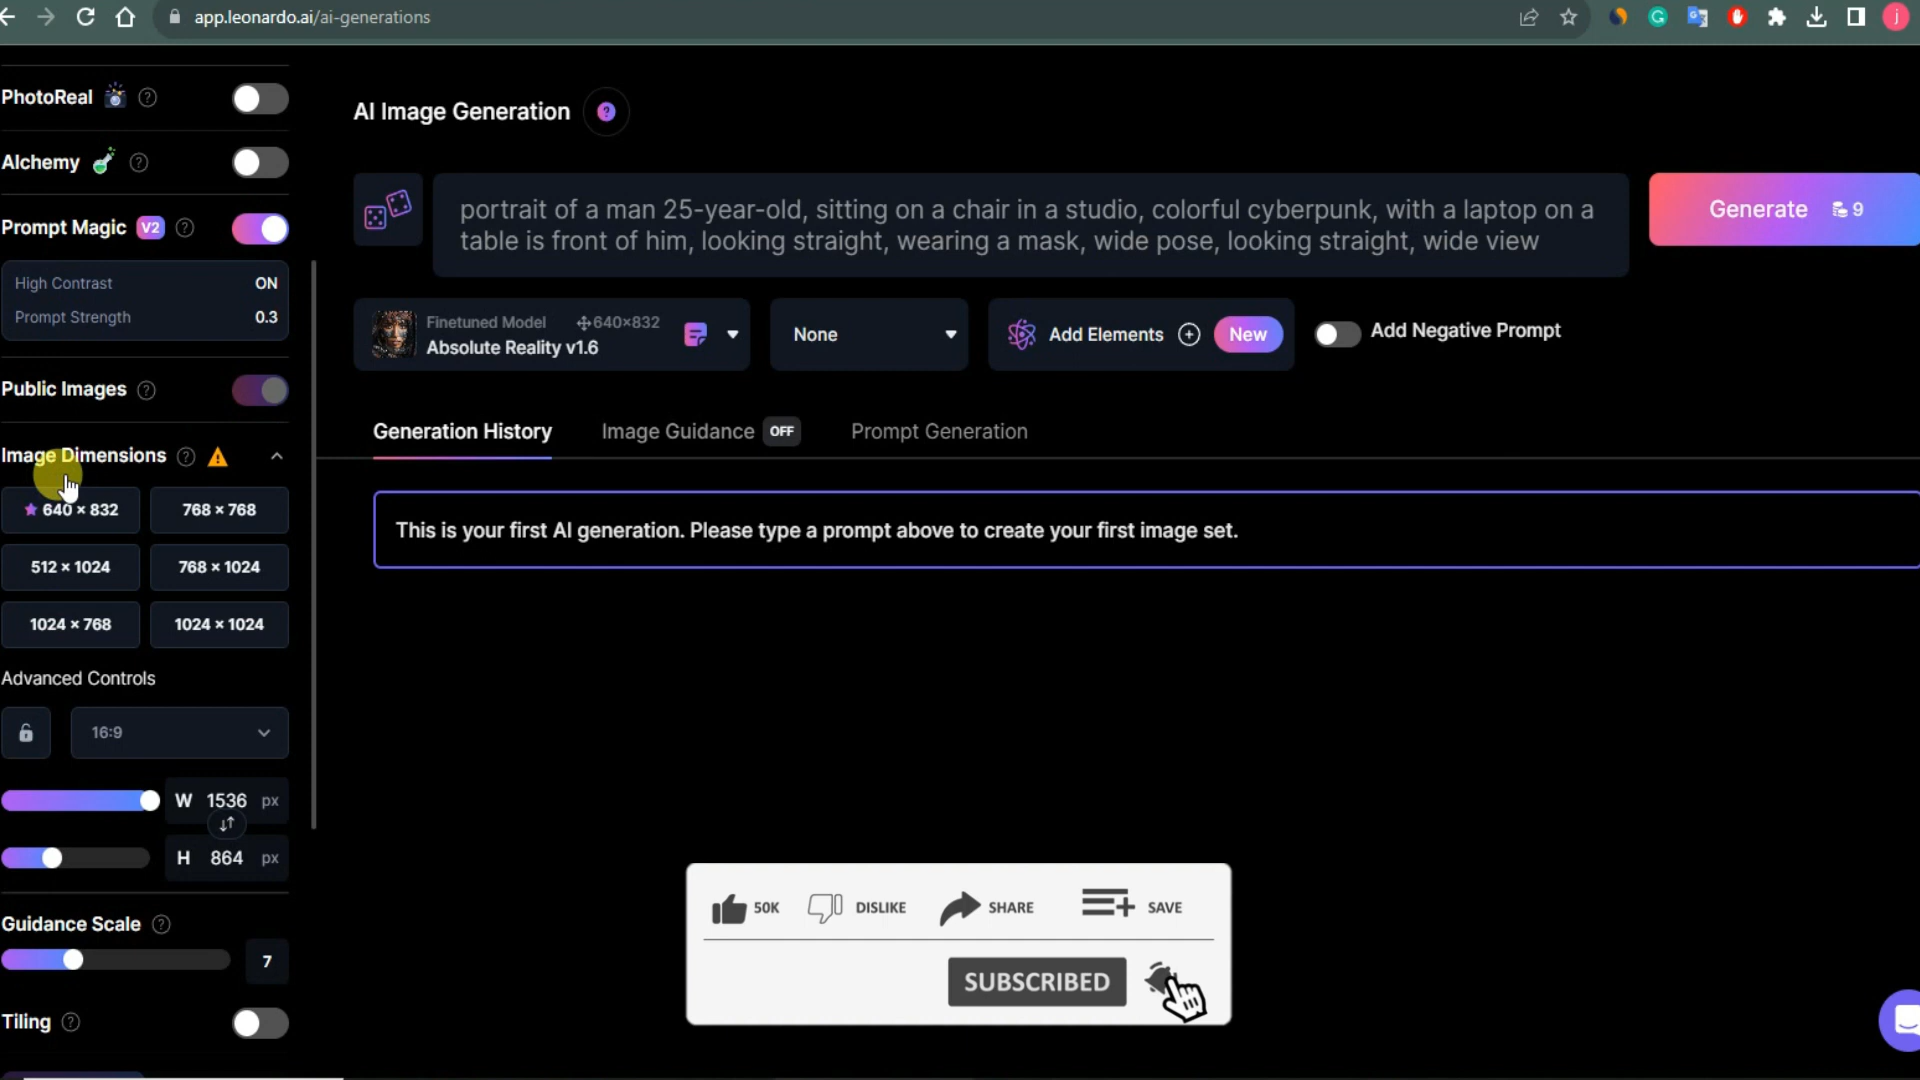 app.leonardo.ai/ai-generations
j
PhotoReal
Alchemy
Prompt Magic V2
High Contrast ON
Prompt Strength 0.3
Public Images
Image Dimensions
640 × 832 768 × 768
512 × 1024 768 × 1024
1024 × 768 1024 × 1024
Advanced Controls
16:9
W 1536 px
H 864 px
Guidance Scale
7
Tiling
AI Image Generation
portrait of a man 25-year-old, sitting on a chair in a studio, colorful cyberpunk, with a laptop on a
table is front of him, looking straight, wearing a mask, wide pose, looking straight, wide view
Generate 9
Finetuned Model 640×832
Absolute Reality v1.6
None
Add Elements New
Add Negative Prompt
Generation History Image Guidance OFF Prompt Generation
This is your first AI generation. Please type a prompt above to create your first image set.
50K DISLIKE SHARE SAVE
SUBSCRIBED